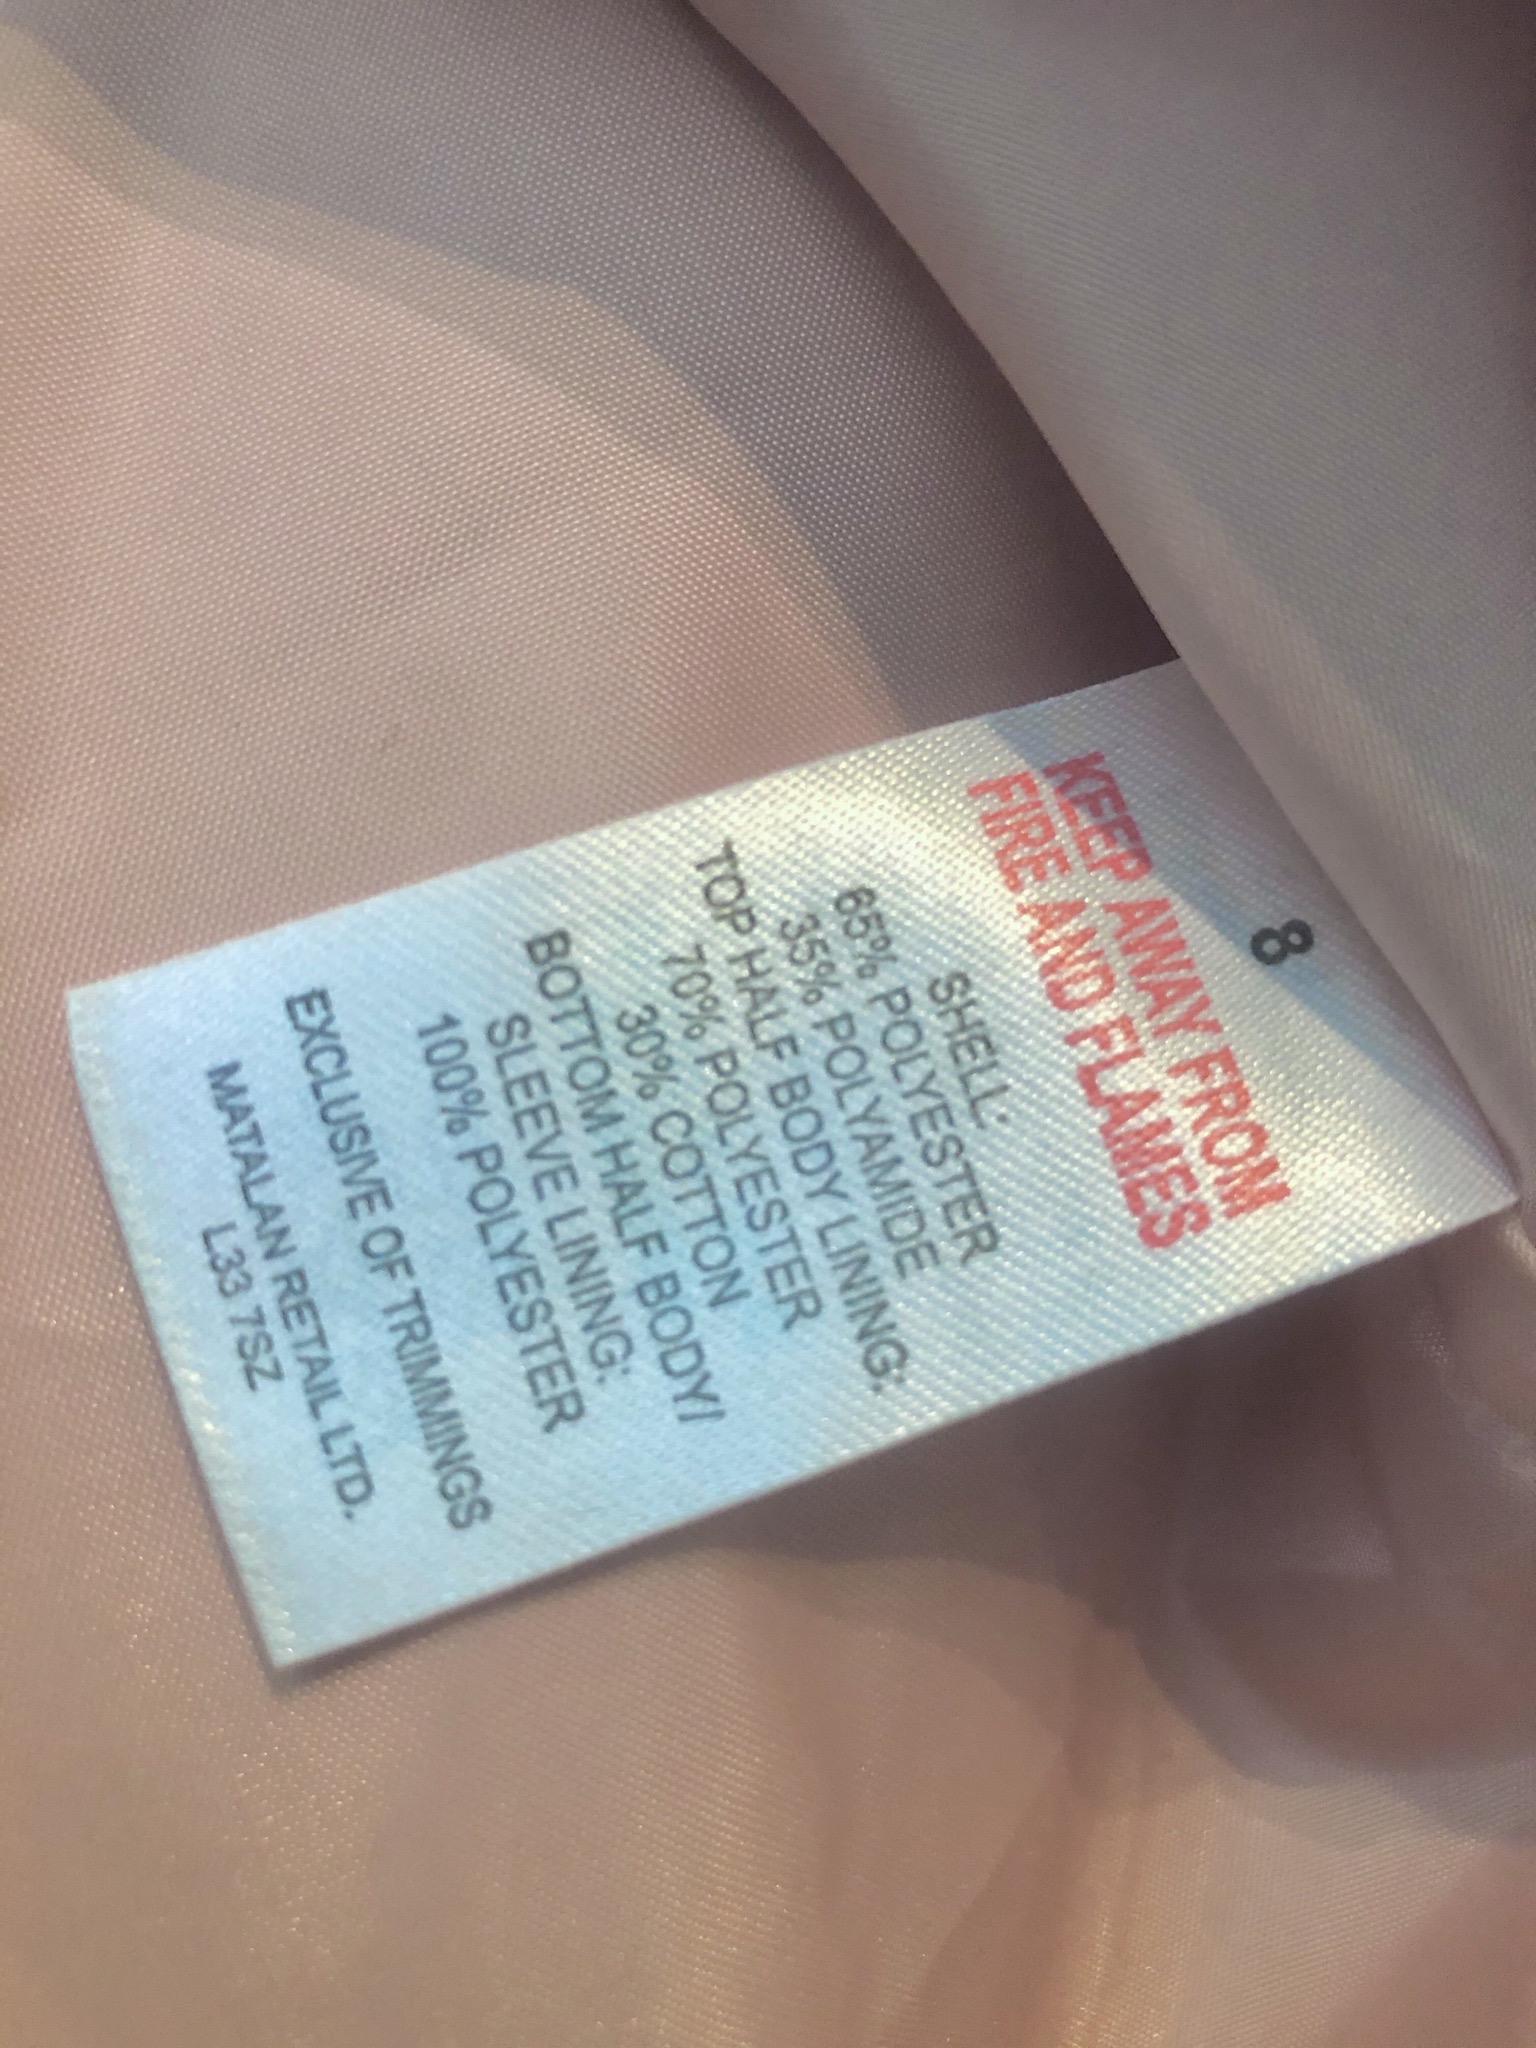 8
KEEP AWAY FROM
FIRE AND FLAMES
SHELL:
65% POLYESTER
35% POLYAMIDE
TOP HALF BODY LINING:
70% POLYESTER
30% COTTON
BOTTOM HALF BODY/
SLEEVE LINING:
100% POLYESTER
EXCLUSIVE OF TRIMMINGS
MATALAN RETAIL LTD.
L33 7SZ